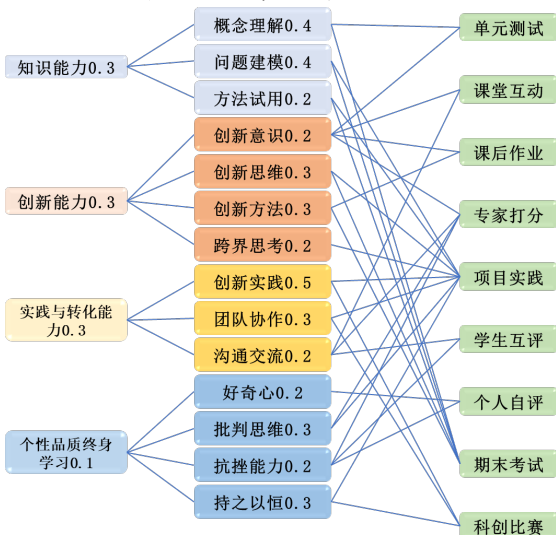 知识能力0.3
创新能力0.3
实践与转化能
力0.3
个性品质终身
学习0.1
概念理解0.4
问题建模0.4
方法试用0.2
创新意识0.2
创新思维0.3
创新方法0.3
跨界思考0.2
创新实践0.5
团队协作0.3
沟通交流0.2
好奇心0.2
批判思维0.3
抗挫能力0.2
持之以恒0.3
单元测试
课堂互动
课后作业
专家打分
项目实践
学生互评
个人自评
期末考试
科创比赛